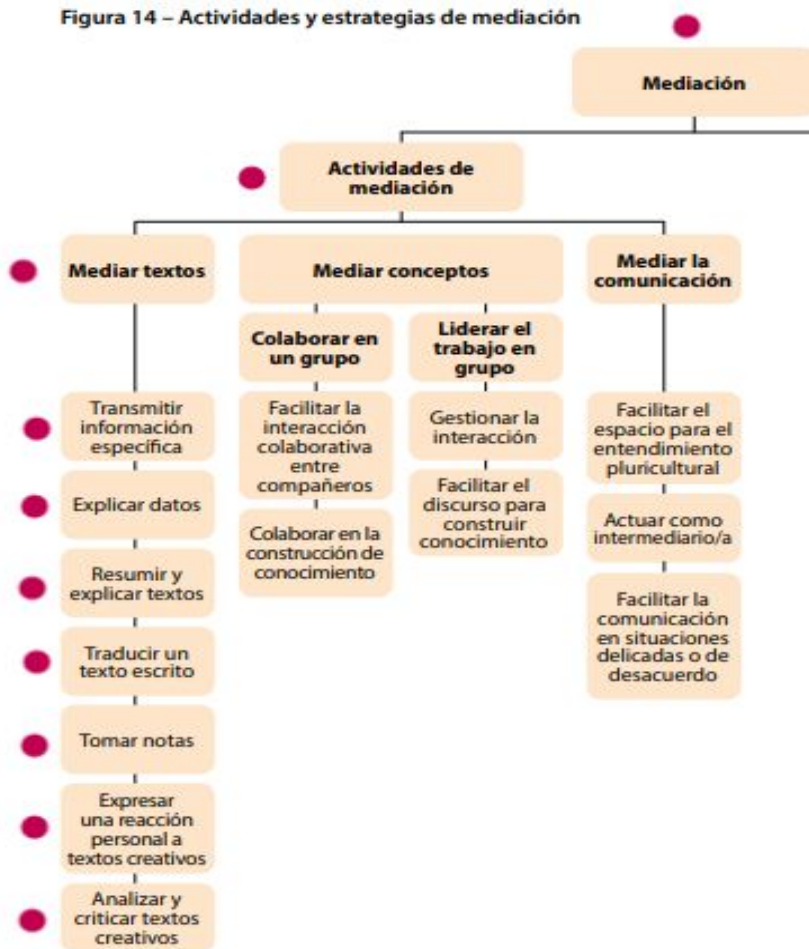 Figura 14 – Actividades y estrategias de mediación
Mediación
Actividades de
mediación
Mediar textos
Mediar conceptos
Mediar la
comunicación
Colaborar en
un grupo
Liderar el
trabajo en
grupo
Transmitir
información
específica
Explicar datos
Resumir y
explicar textos
Traducir un
texto escrito
Tomar notas
Expresar
una reacción
personal a
textos creativos
Analizar y
criticar textos
creativos
Facilitar la
interacción
colaborativa
entre
compañeros
Colaborar en la
construcción de
conocimiento
Gestionar la
interacción
Facilitar el
discurso para
construir
conocimiento
Facilitar el
espacio para el
entendimiento
pluricultural
Actuar como
intermediario/a
Facilitar la
comunicación
en situaciones
delicadas o de
desacuerdo